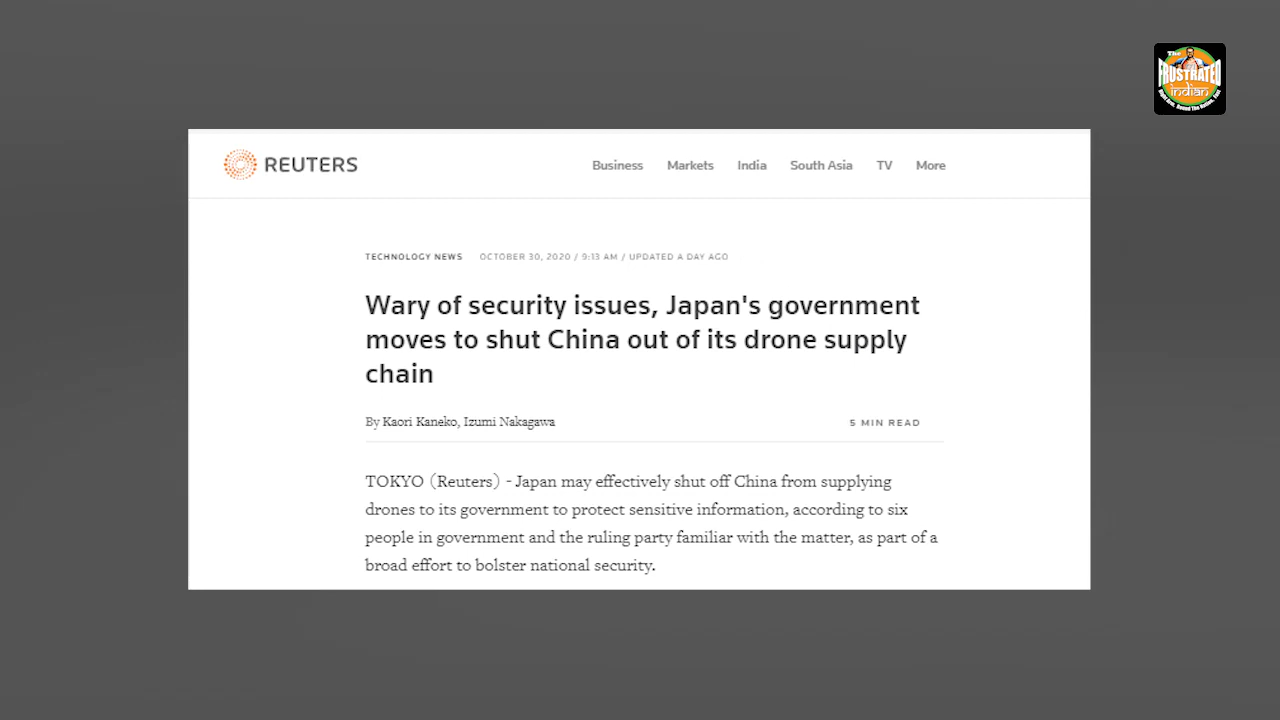 The
FRUSTRATED
indian
REUTERS
Business Markets India South Asia TV More
TECHNOLOGY NEWS OCTOBER 30, 2020 / 9:13 AM / UPDATED A DAY AGO
Wary of security issues, Japan's government
moves to shut China out of its drone supply
chain
By Kaori Kaneko, Izumi Nakagawa
5 MIN READ
TOKYO (Reuters) - Japan may effectively shut off China from supplying
drones to its government to protect sensitive information, according to six
people in government and the ruling party familiar with the matter, as part of a
broad effort to bolster national security.